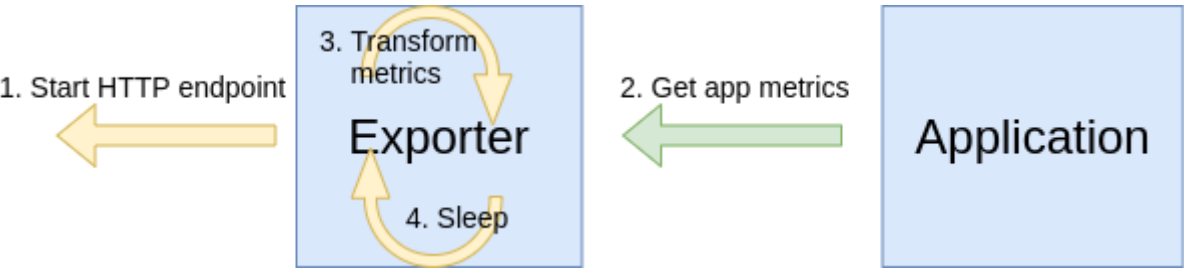 1. Start HTTP endpoint
3. Transform
metrics
Exporter
4. Sleep
2. Get app metrics
Application